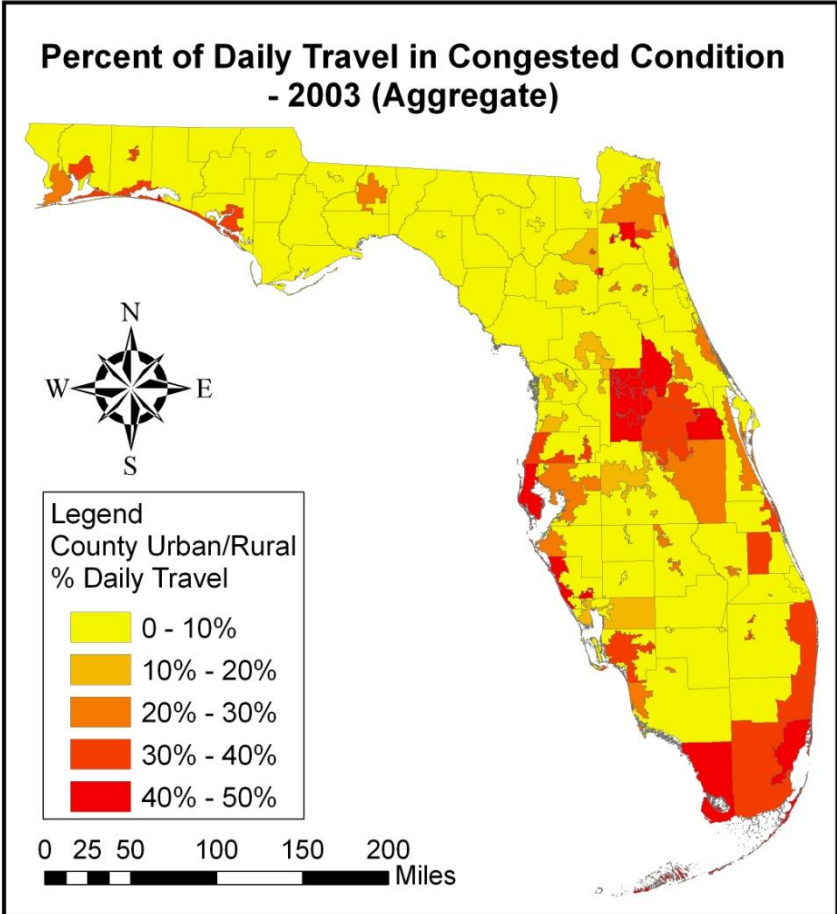 Percent of Daily Travel in Congested Condition
- 2003 (Aggregate)
N
W
E
S
Legend
County Urban/Rural
% Daily Travel
0 - 10%
10% - 20%
20% - 30%
30% - 40%
40% - 50%
0 25 50 100 150 200
Miles